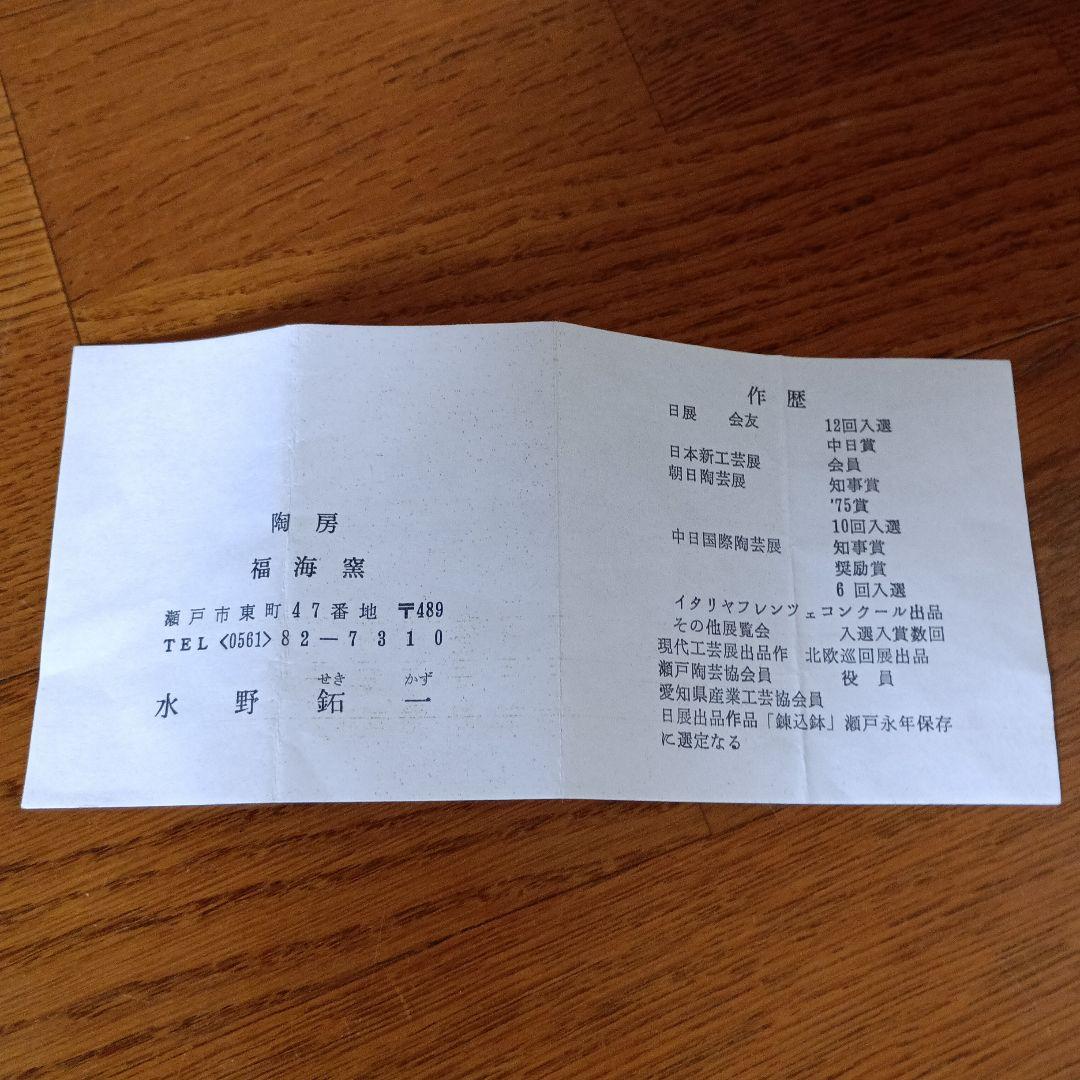 陶房
福海窯
瀬戸市東町47番地 〒489
TEL〈0561〉82―7310
せき かず
水野鉐一
作歴
日展 会友 12回入選
中日賞
日本新工芸展 会員
朝日陶芸展 知事賞
'75賞
10回入選
中日国際陶芸展 知事賞
奨励賞
6回入選
イタリヤフレンツェコンクール出品
その他展覧会 入選入賞数回
現代工芸展出品作 北欧巡回展出品
瀬戸陶芸協会員 役員
愛知県産業工芸協会員
日展出品作品「錬込鉢」瀬戸永年保存
に選定なる